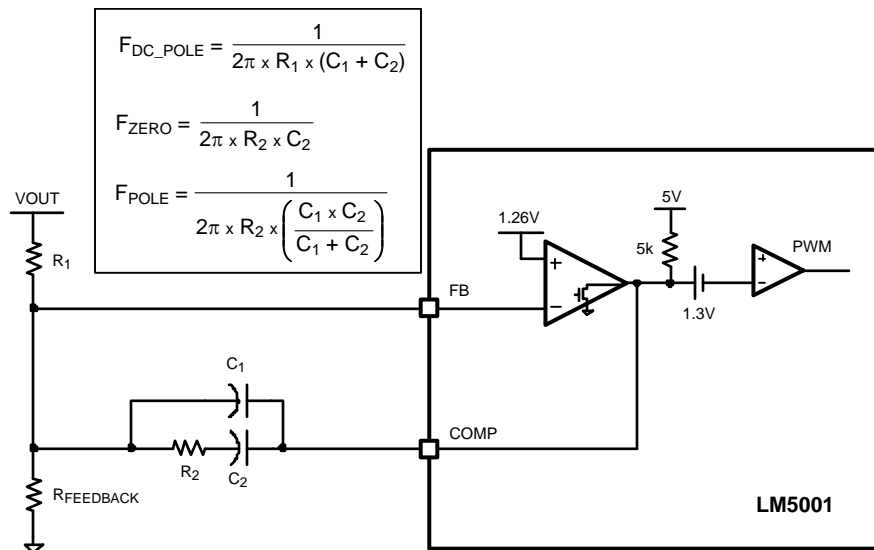 F_DC_POLE = 1 / (2π x R₁ x (C₁ + C₂))
F_ZERO = 1 / (2π x R₂ x C₂)
F_POLE = 1 / (2π x R₂ x ((C₁ x C₂) / (C₁ + C₂)))
VOUT
R₁
1.26V
5V
5k
PWM
+
−
+
−
1.3V
FB
C₁
COMP
R₂
C₂
R_FEEDBACK
LM5001